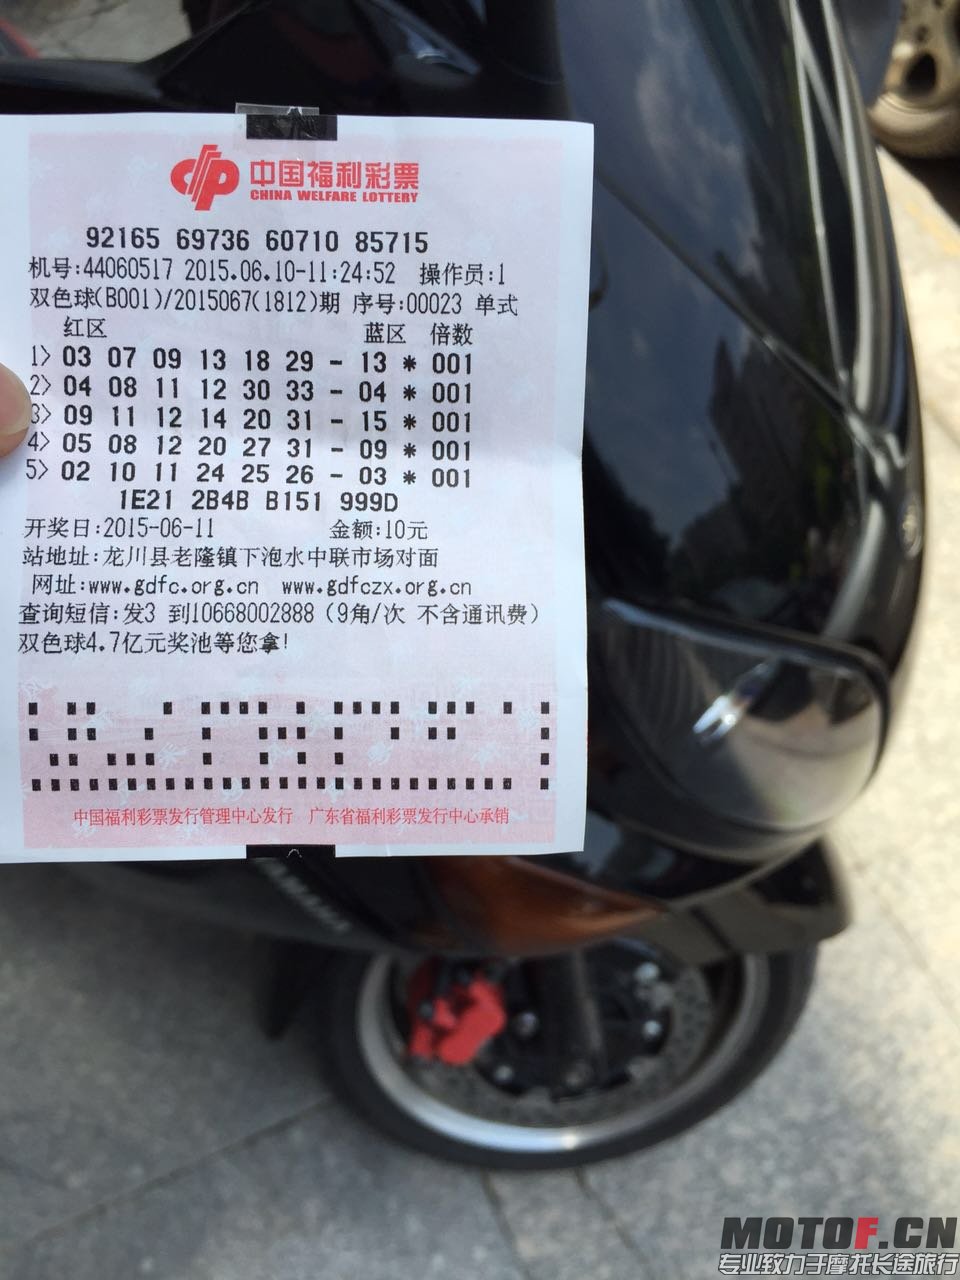 中国福利彩票
CHINA WELFARE LOTTERY
92165 69736 60710 85715
机号:44060517 2015.06.10-11:24:52 操作员:1
双色球(B001)/2015067(1812)期 序号:00023 单式
红区 蓝区 倍数
1> 03 07 09 13 18 29 - 13 * 001
2> 04 08 11 12 30 33 - 04 * 001
3> 09 11 12 14 20 31 - 15 * 001
4> 05 08 12 20 27 31 - 09 * 001
5> 02 10 11 24 25 26 - 03 * 001
1E21 2B4B B151 999D
开奖日:2015-06-11 金额:10元
站地址:龙川县老隆镇下泡水中联市场对面
网址:www.gdfc.org.cn www.gdfczx.org.cn
查询短信:发3 到10668002888（9角/次 不含通讯费）
双色球4.7亿元奖池等您拿!
中国福利彩票发行管理中心发行 广东省福利彩票发行中心承销
YAMAHA
MOTOF.CN
专业致力于摩托长途旅行